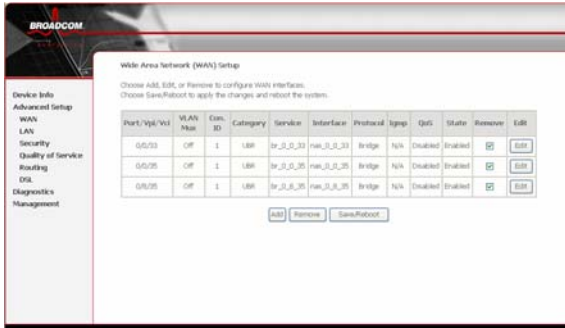 BROADCOM
Wide Area Network (WAN) Setup
Choose Add, Edit, or Remove to configure WAN interfaces.
Choose Save/Reboot to apply the changes and reboot the system.
Device Info
Advanced Setup
WAN
LAN
Security
Quality of Service
Routing
DSL
Diagnostics
Management
Port/Vpi/Vci VLAN Mux Con. ID Category Service Interface Protocol Igmp QoS State Remove Edit
0/0/33 Off 1 UBR br_0_0_33 nas_0_0_33 Bridge N/A Disabled Enabled Edit
0/0/35 Off 1 UBR br_0_0_35 nas_0_0_35 Bridge N/A Disabled Enabled Edit
0/8/35 Off 1 UBR br_0_8_35 nas_0_8_35 Bridge N/A Disabled Enabled Edit
Add Remove Save/Reboot